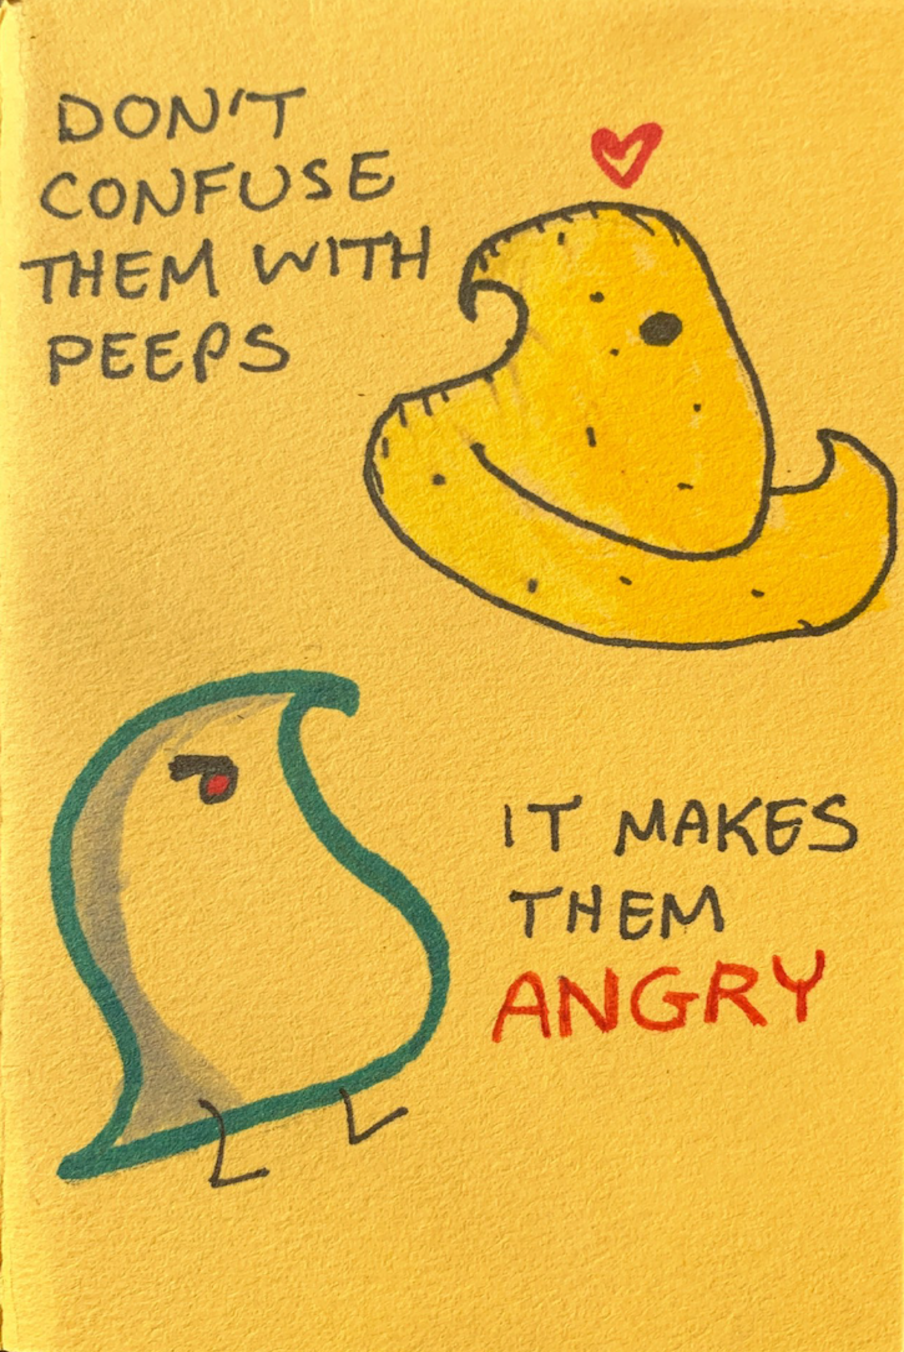 DON'T
CONFUSE
THEM WITH
PEEPS
IT MAKES
THEM
ANGRY